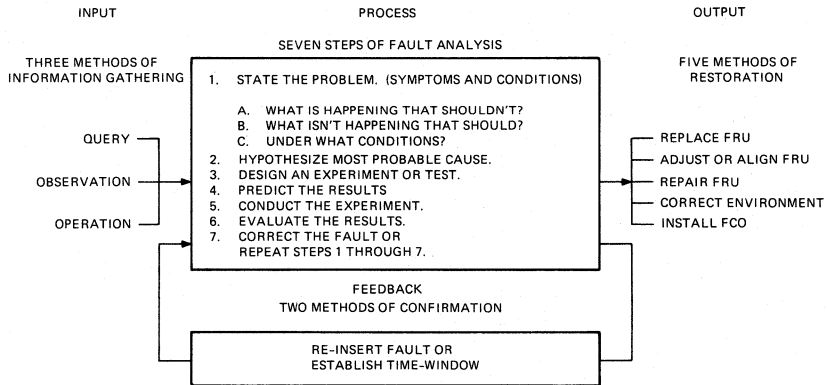 INPUT
PROCESS
OUTPUT
THREE METHODS OF
INFORMATION GATHERING
SEVEN STEPS OF FAULT ANALYSIS
FIVE METHODS OF
RESTORATION
QUERY
OBSERVATION
OPERATION
1. STATE THE PROBLEM. (SYMPTOMS AND CONDITIONS)
A. WHAT IS HAPPENING THAT SHOULDN'T?
B. WHAT ISN'T HAPPENING THAT SHOULD?
C. UNDER WHAT CONDITIONS?
2. HYPOTHESIZE MOST PROBABLE CAUSE.
3. DESIGN AN EXPERIMENT OR TEST.
4. PREDICT THE RESULTS
5. CONDUCT THE EXPERIMENT.
6. EVALUATE THE RESULTS.
7. CORRECT THE FAULT OR
REPEAT STEPS 1 THROUGH 7.
REPLACE FRU
ADJUST OR ALIGN FRU
REPAIR FRU
CORRECT ENVIRONMENT
INSTALL FCO
FEEDBACK
TWO METHODS OF CONFIRMATION
RE-INSERT FAULT OR
ESTABLISH TIME-WINDOW